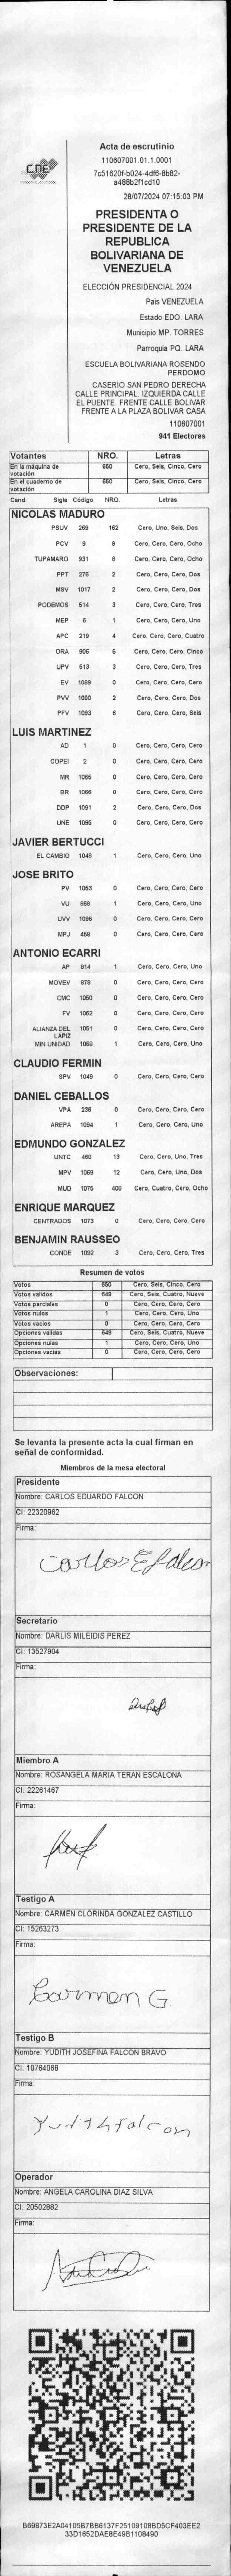 CNE
Acta de escrutinio
110607001.01.1.0001
7c51620f-b024-4df6-8b82-
a488b2f1cd10
28/07/2024 07:15:03 PM
PRESIDENTA O
PRESIDENTE DE LA
REPUBLICA
BOLIVARIANA DE
VENEZUELA
ELECCIÓN PRESIDENCIAL 2024
País VENEZUELA
Estado EDO. LARA
Municipio MP. TORRES
Parroquia PQ. LARA
ESCUELA BOLIVARIANA ROSENDO
PERDOMO
CASERIO SAN PEDRO DERECHA
CALLE PRINCIPAL. IZQUIERDA CALLE
EL PUENTE. FRENTE CALLE BOLIVAR
FRENTE A LA PLAZA BOLIVAR CASA
110607001
941 Electores
Votantes NRO. Letras
En la máquina de votación 650 Cero, Seis, Cinco, Cero
En el cuaderno de votación 650 Cero, Seis, Cinco, Cero
Cand. Sigla Código NRO. Letras
NICOLAS MADURO
PSUV 269 162 Cero, Uno, Seis, Dos
PCV 9 8 Cero, Cero, Cero, Ocho
TUPAMARO 931 8 Cero, Cero, Cero, Ocho
PPT 276 2 Cero, Cero, Cero, Dos
MSV 1017 2 Cero, Cero, Cero, Dos
PODEMOS 514 3 Cero, Cero, Cero, Tres
MEP 6 1 Cero, Cero, Cero, Uno
APC 219 4 Cero, Cero, Cero, Cuatro
ORA 905 5 Cero, Cero, Cero, Cinco
UPV 513 3 Cero, Cero, Cero, Tres
EV 1089 0 Cero, Cero, Cero, Cero
PVV 1090 2 Cero, Cero, Cero, Dos
PFV 1093 6 Cero, Cero, Cero, Seis
LUIS MARTINEZ
AD 1 0 Cero, Cero, Cero, Cero
COPEI 2 0 Cero, Cero, Cero, Cero
MR 1065 0 Cero, Cero, Cero, Cero
BR 1066 0 Cero, Cero, Cero, Cero
DDP 1091 2 Cero, Cero, Cero, Dos
UNE 1095 0 Cero, Cero, Cero, Cero
JAVIER BERTUCCI
EL CAMBIO 1048 1 Cero, Cero, Cero, Uno
JOSE BRITO
PV 1053 0 Cero, Cero, Cero, Cero
VU 868 1 Cero, Cero, Cero, Uno
UVV 1096 0 Cero, Cero, Cero, Cero
MPJ 459 0 Cero, Cero, Cero, Cero
ANTONIO ECARRI
AP 814 1 Cero, Cero, Cero, Uno
MOVEV 878 0 Cero, Cero, Cero, Cero
CMC 1050 0 Cero, Cero, Cero, Cero
FV 1062 0 Cero, Cero, Cero, Cero
ALIANZA DEL LAPIZ 1051 0 Cero, Cero, Cero, Cero
MIN UNIDAD 1068 1 Cero, Cero, Cero, Uno
CLAUDIO FERMIN
SPV 1049 0 Cero, Cero, Cero, Cero
DANIEL CEBALLOS
VPA 236 0 Cero, Cero, Cero, Cero
AREPA 1094 1 Cero, Cero, Cero, Uno
EDMUNDO GONZALEZ
UNTC 460 13 Cero, Cero, Uno, Tres
MPV 1069 12 Cero, Cero, Uno, Dos
MUD 1075 408 Cero, Cuatro, Cero, Ocho
ENRIQUE MARQUEZ
CENTRADOS 1073 0 Cero, Cero, Cero, Cero
BENJAMIN RAUSSEO
CONDE 1092 3 Cero, Cero, Cero, Tres
Resumen de votos
Votos 650 Cero, Seis, Cinco, Cero
Votos validos 649 Cero, Seis, Cuatro, Nueve
Votos parciales 0 Cero, Cero, Cero, Cero
Votos nulos 1 Cero, Cero, Cero, Uno
Votos vacios 0 Cero, Cero, Cero, Cero
Opciones validas 649 Cero, Seis, Cuatro, Nueve
Opciones nulas 1 Cero, Cero, Cero, Uno
Opciones vacias 0 Cero, Cero, Cero, Cero
Observaciones:
Se levanta la presente acta la cual firman en
señal de conformidad.
Miembros de la mesa electoral
Presidente
Nombre: CARLOS EDUARDO FALCON
CI: 22320962
Firma:
Carlos E falcon
Secretario
Nombre: DARLIS MILEIDIS PEREZ
CI: 13527904
Firma:
Miembro A
Nombre: ROSANGELA MARIA TERAN ESCALONA
CI: 22261467
Firma:
Testigo A
Nombre: CARMEN CLORINDA GONZALEZ CASTILLO
CI: 15263273
Firma:
Carmen G
Testigo B
Nombre: YUDITH JOSEFINA FALCON BRAVO
CI: 10764068
Firma:
Yudith Falcon
Operador
Nombre: ANGELA CAROLINA DIAZ SILVA
CI: 20502882
Firma:
B69873E2A04105B7BB6137F25109108BD5CF403EE2
33D1652DAE8E49B1108490